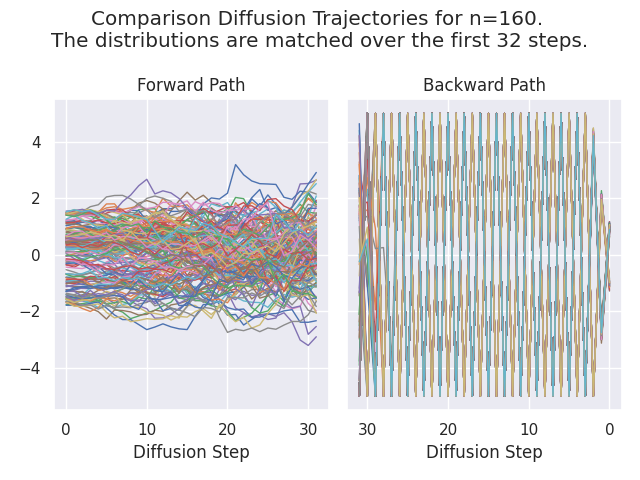 Comparison Diffusion Trajectories for n=160.
The distributions are matched over the first 32 steps.
Forward Path
Backward Path
4
2
0
−2
−4
0 10 20 30
30 20 10 0
Diffusion Step
Diffusion Step